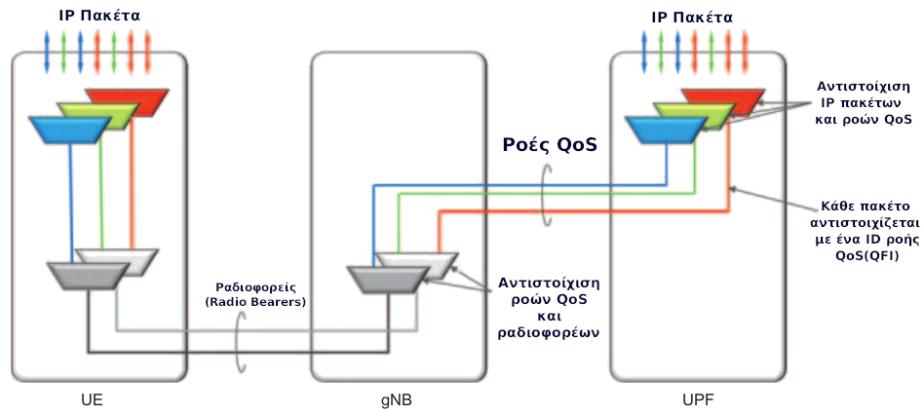 IP Πακέτα
IP Πακέτα
Αντιστοίχιση
IP πακέτων
και ροών QoS
Ροές QoS
Κάθε πακέτο
αντιστοιχίζεται
με ένα ID ροής
QoS(QFI)
Ραδιοφορείς
(Radio Bearers)
Αντιστοίχιση
ροών QoS
και
ραδιοφορέων
UE
gNB
UPF